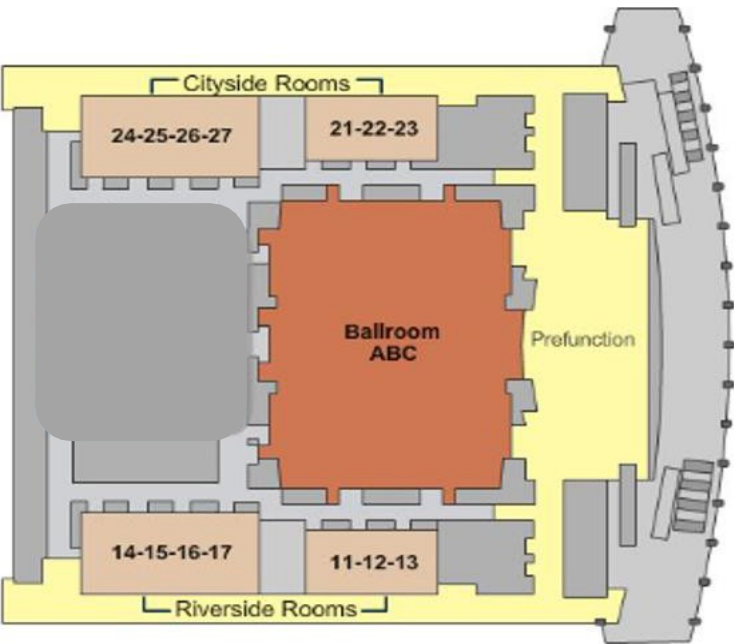 Cityside Rooms
24-25-26-27
21-22-23
Ballroom
ABC
Prefunction
14-15-16-17
11-12-13
Riverside Rooms